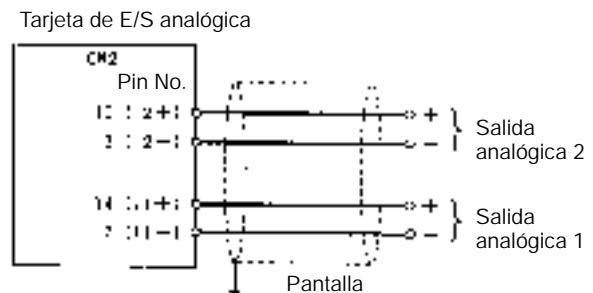 Tarjeta de E/S analógica
CN2
Pin No.
+
Salida
-
analógica 2
+
Salida
-
analógica 1
Pantalla